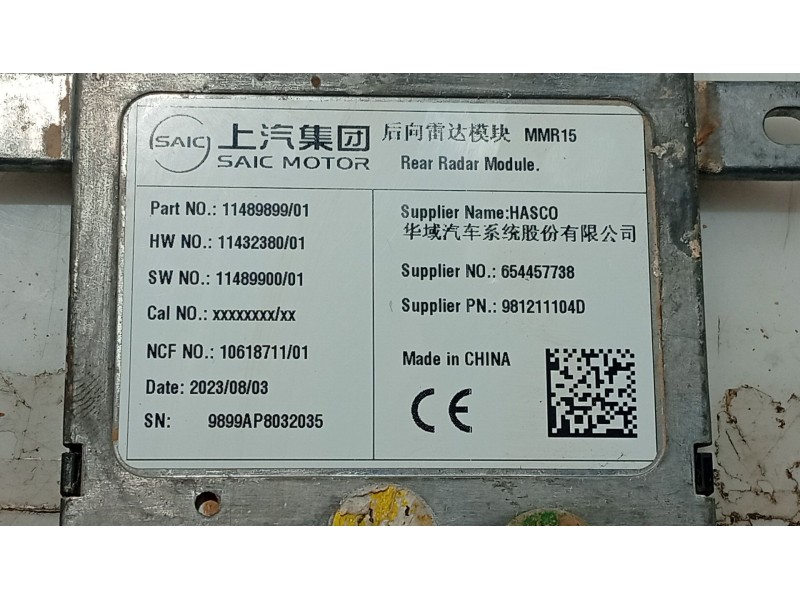 SAIC 上汽集团 后向雷达模块 MMR15
SAIC MOTOR Rear Radar Module.
Part NO.: 11489899/01
HW NO.: 11432380/01
SW NO.: 11489900/01
Cal NO.: xxxxxxxx/xx
NCF NO.: 10618711/01
Date: 2023/08/03
SN: 9899AP8032035
Supplier Name:HASCO
华域汽车系统股份有限公司
Supplier NO.: 654457738
Supplier PN.: 981211104D
Made in CHINA
CE